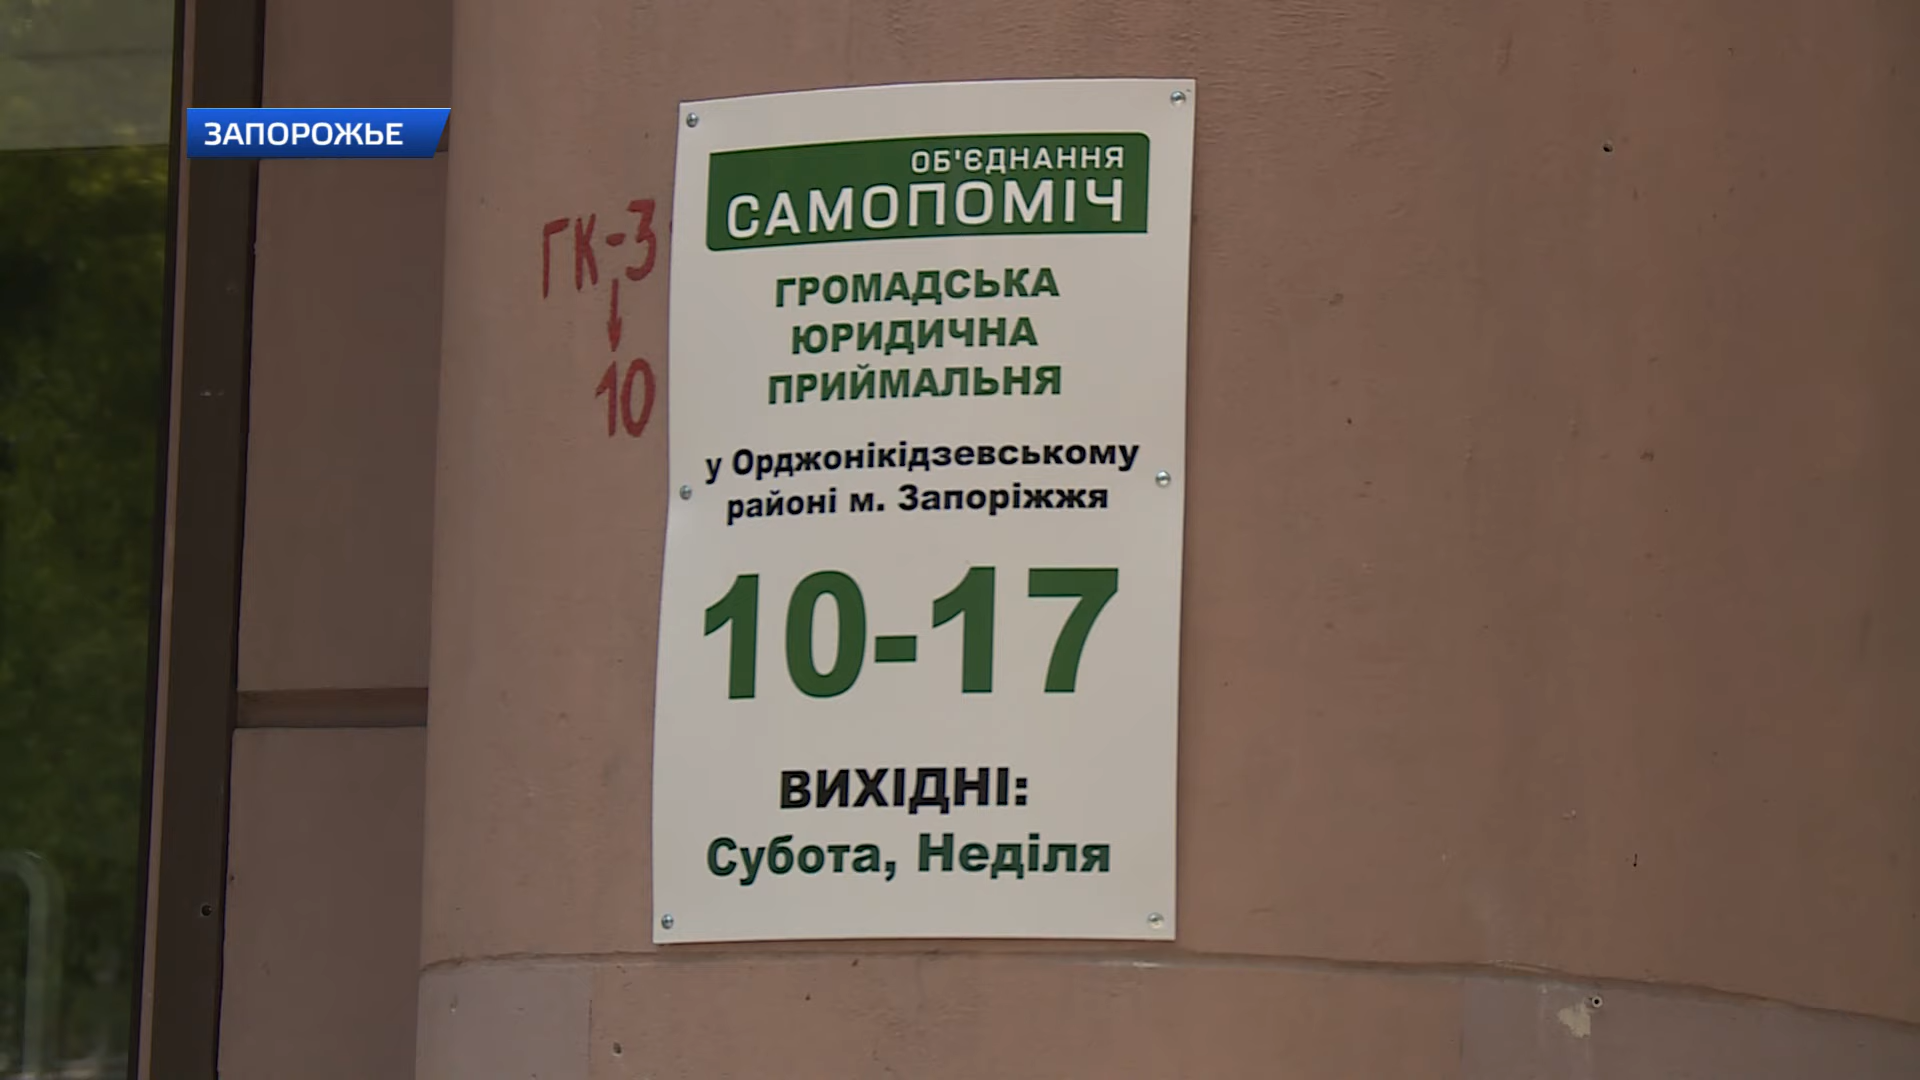 ЗАПОРОЖЬЕ
ГК-3
10
ОБ'ЄДНАННЯ
САМОПОМІЧ
ГРОМАДСЬКА
ЮРИДИЧНА
ПРИЙМАЛЬНЯ
у Орджонікідзевському
районі м. Запоріжжя
10-17
ВИХІДНІ:
Субота, Неділя